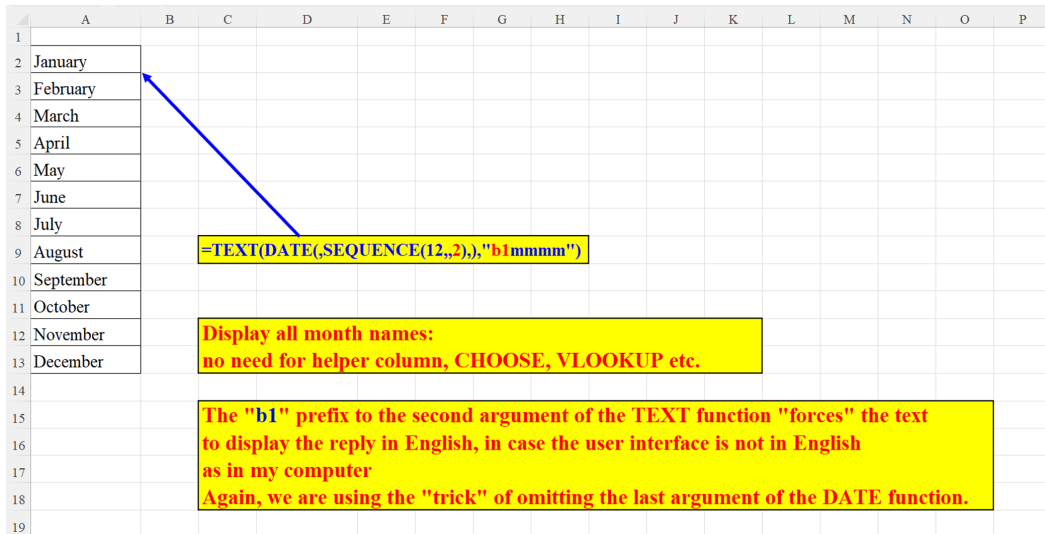 A B C D E F G H I J K L M N O P
1
2 January
3 February
4 March
5 April
6 May
7 June
8 July
9 August =TEXT(DATE(,SEQUENCE(12,,2),),"b1mmmm")
10 September
11 October
12 November Display all month names:
13 December no need for helper column, CHOOSE, VLOOKUP etc.
14
15 The "b1" prefix to the second argument of the TEXT function "forces" the text
16 to display the reply in English, in case the user interface is not in English
17 as in my computer
18 Again, we are using the "trick" of omitting the last argument of the DATE function.
19